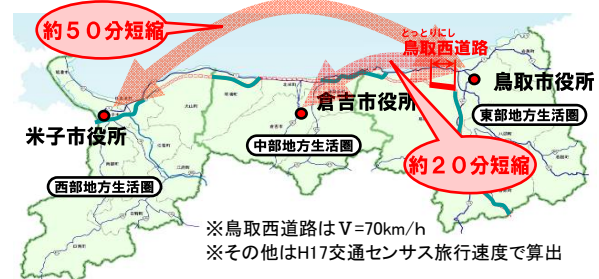 約50分短縮
とっとりにし
鳥取西道路
鳥取市役所
倉吉市役所
東部地方生活圏
米子市役所
中部地方生活圏
約20分短縮
西部地方生活圏
※鳥取西道路はV=70km/h
※その他はH17交通センサス旅行速度で算出